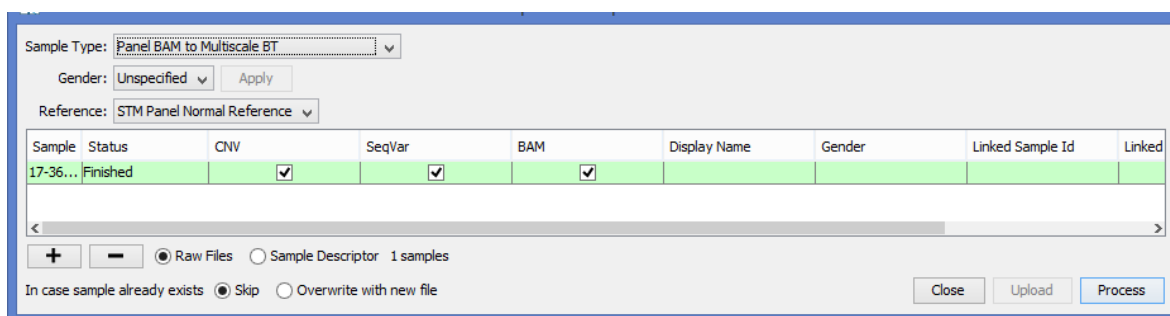 Sample Type: Panel BAM to Multiscale BT
Gender: Unspecified Apply
Reference: STM Panel Normal Reference
Sample Status CNV SeqVar BAM Display Name Gender Linked Sample Id Linked
17-36... Finished
+ − Raw Files Sample Descriptor 1 samples
In case sample already exists Skip Overwrite with new file Close Upload Process